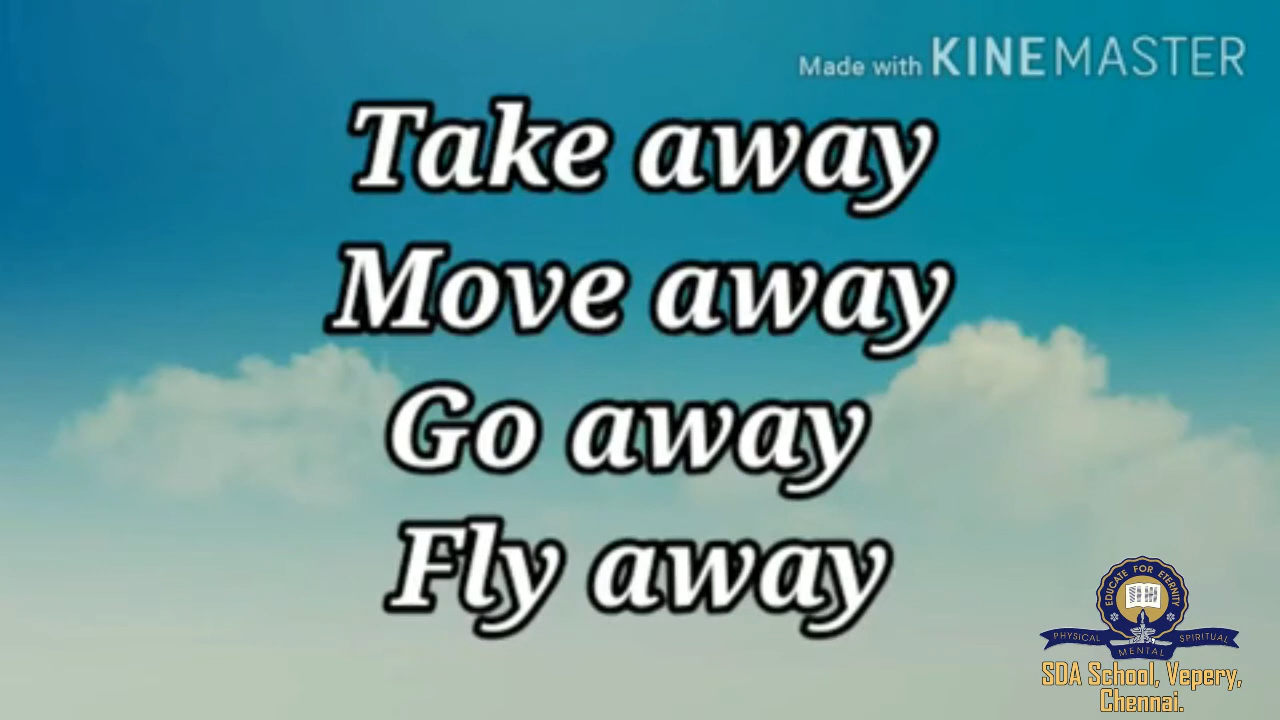 Made with KINEMASTER
Take away
Move away
Go away
Fly away
EDUCATE FOR ETERNITY
PHYSICAL MENTAL SPIRITUAL
SDA School, Vepery,
Chennai.